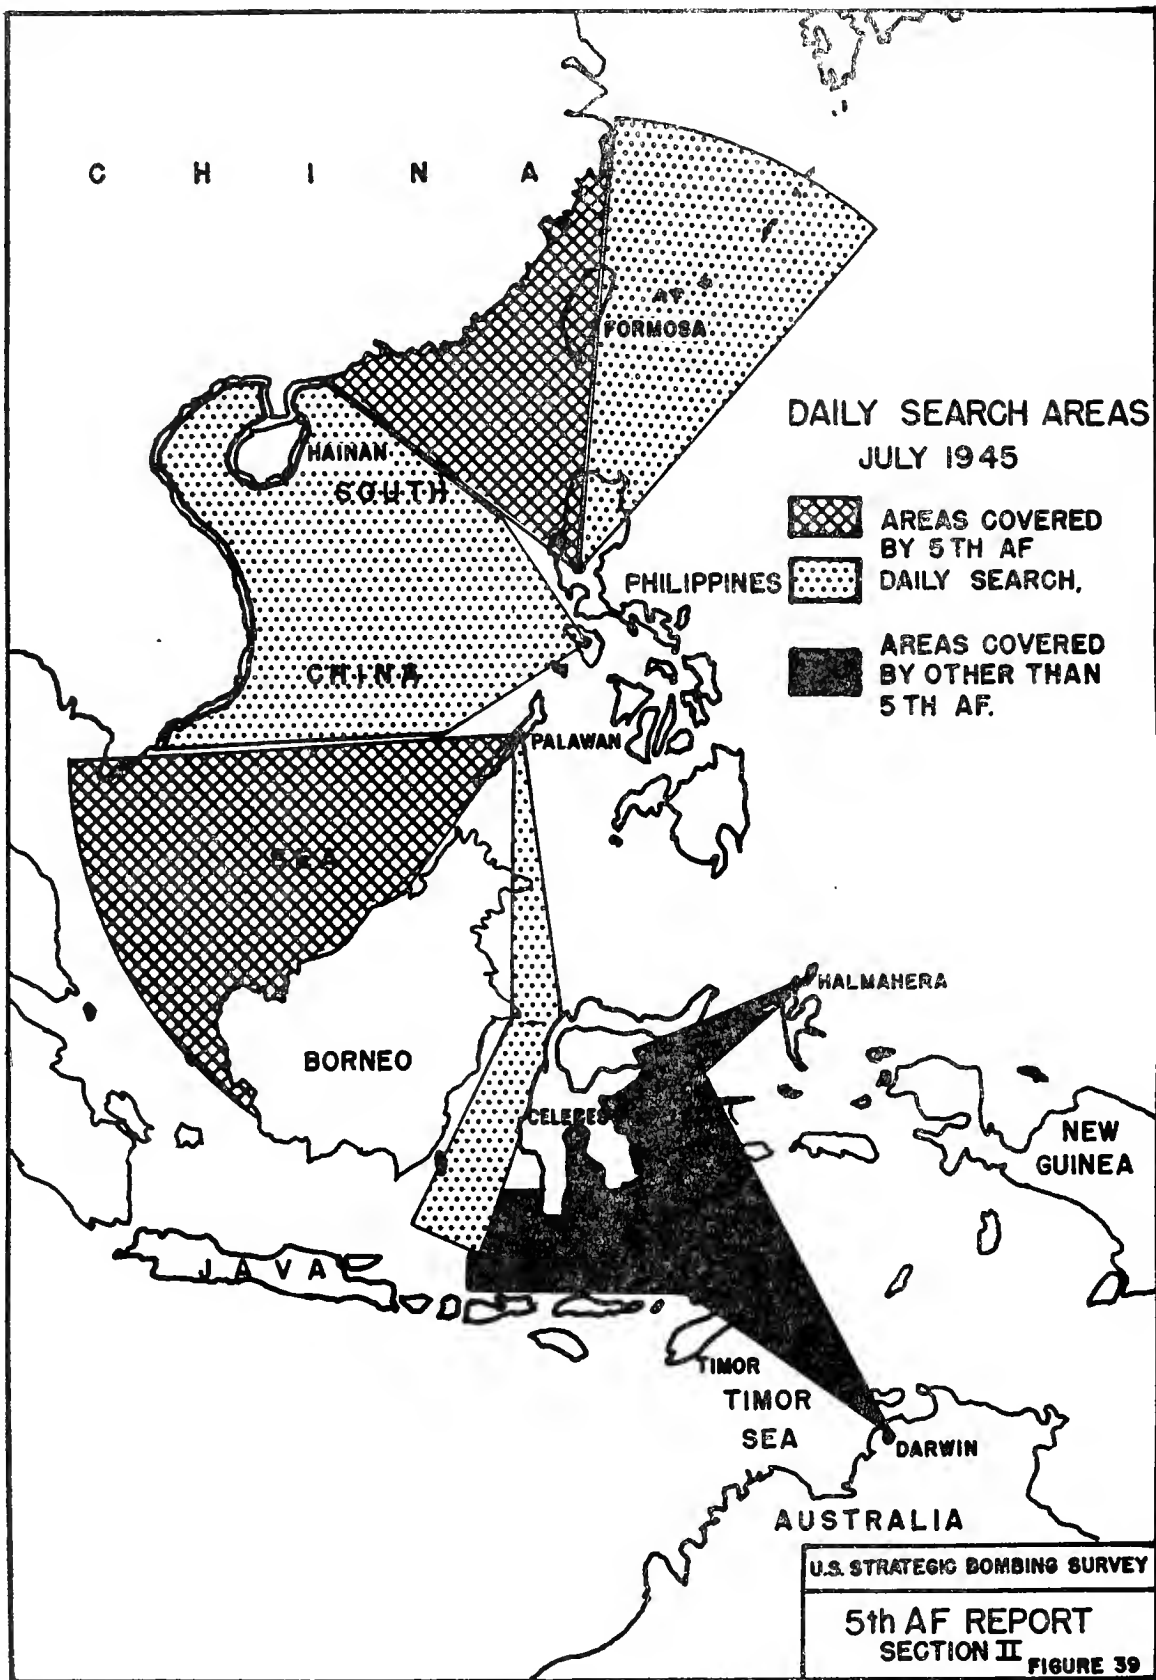 C H I N A
FORMOSA
DAILY SEARCH AREAS
JULY 1945
HAINAN
SOUTH
AREAS COVERED
BY 5TH AF
DAILY SEARCH.
PHILIPPINES
AREAS COVERED
BY OTHER THAN
5TH AF.
CHINA
PALAWAN
SEA
HALMAHERA
BORNEO
CELEBES
NEW
GUINEA
JAVA
TIMOR
TIMOR
SEA
DARWIN
AUSTRALIA
U.S. STRATEGIC BOMBING SURVEY
5th AF REPORT
SECTION II
FIGURE 39